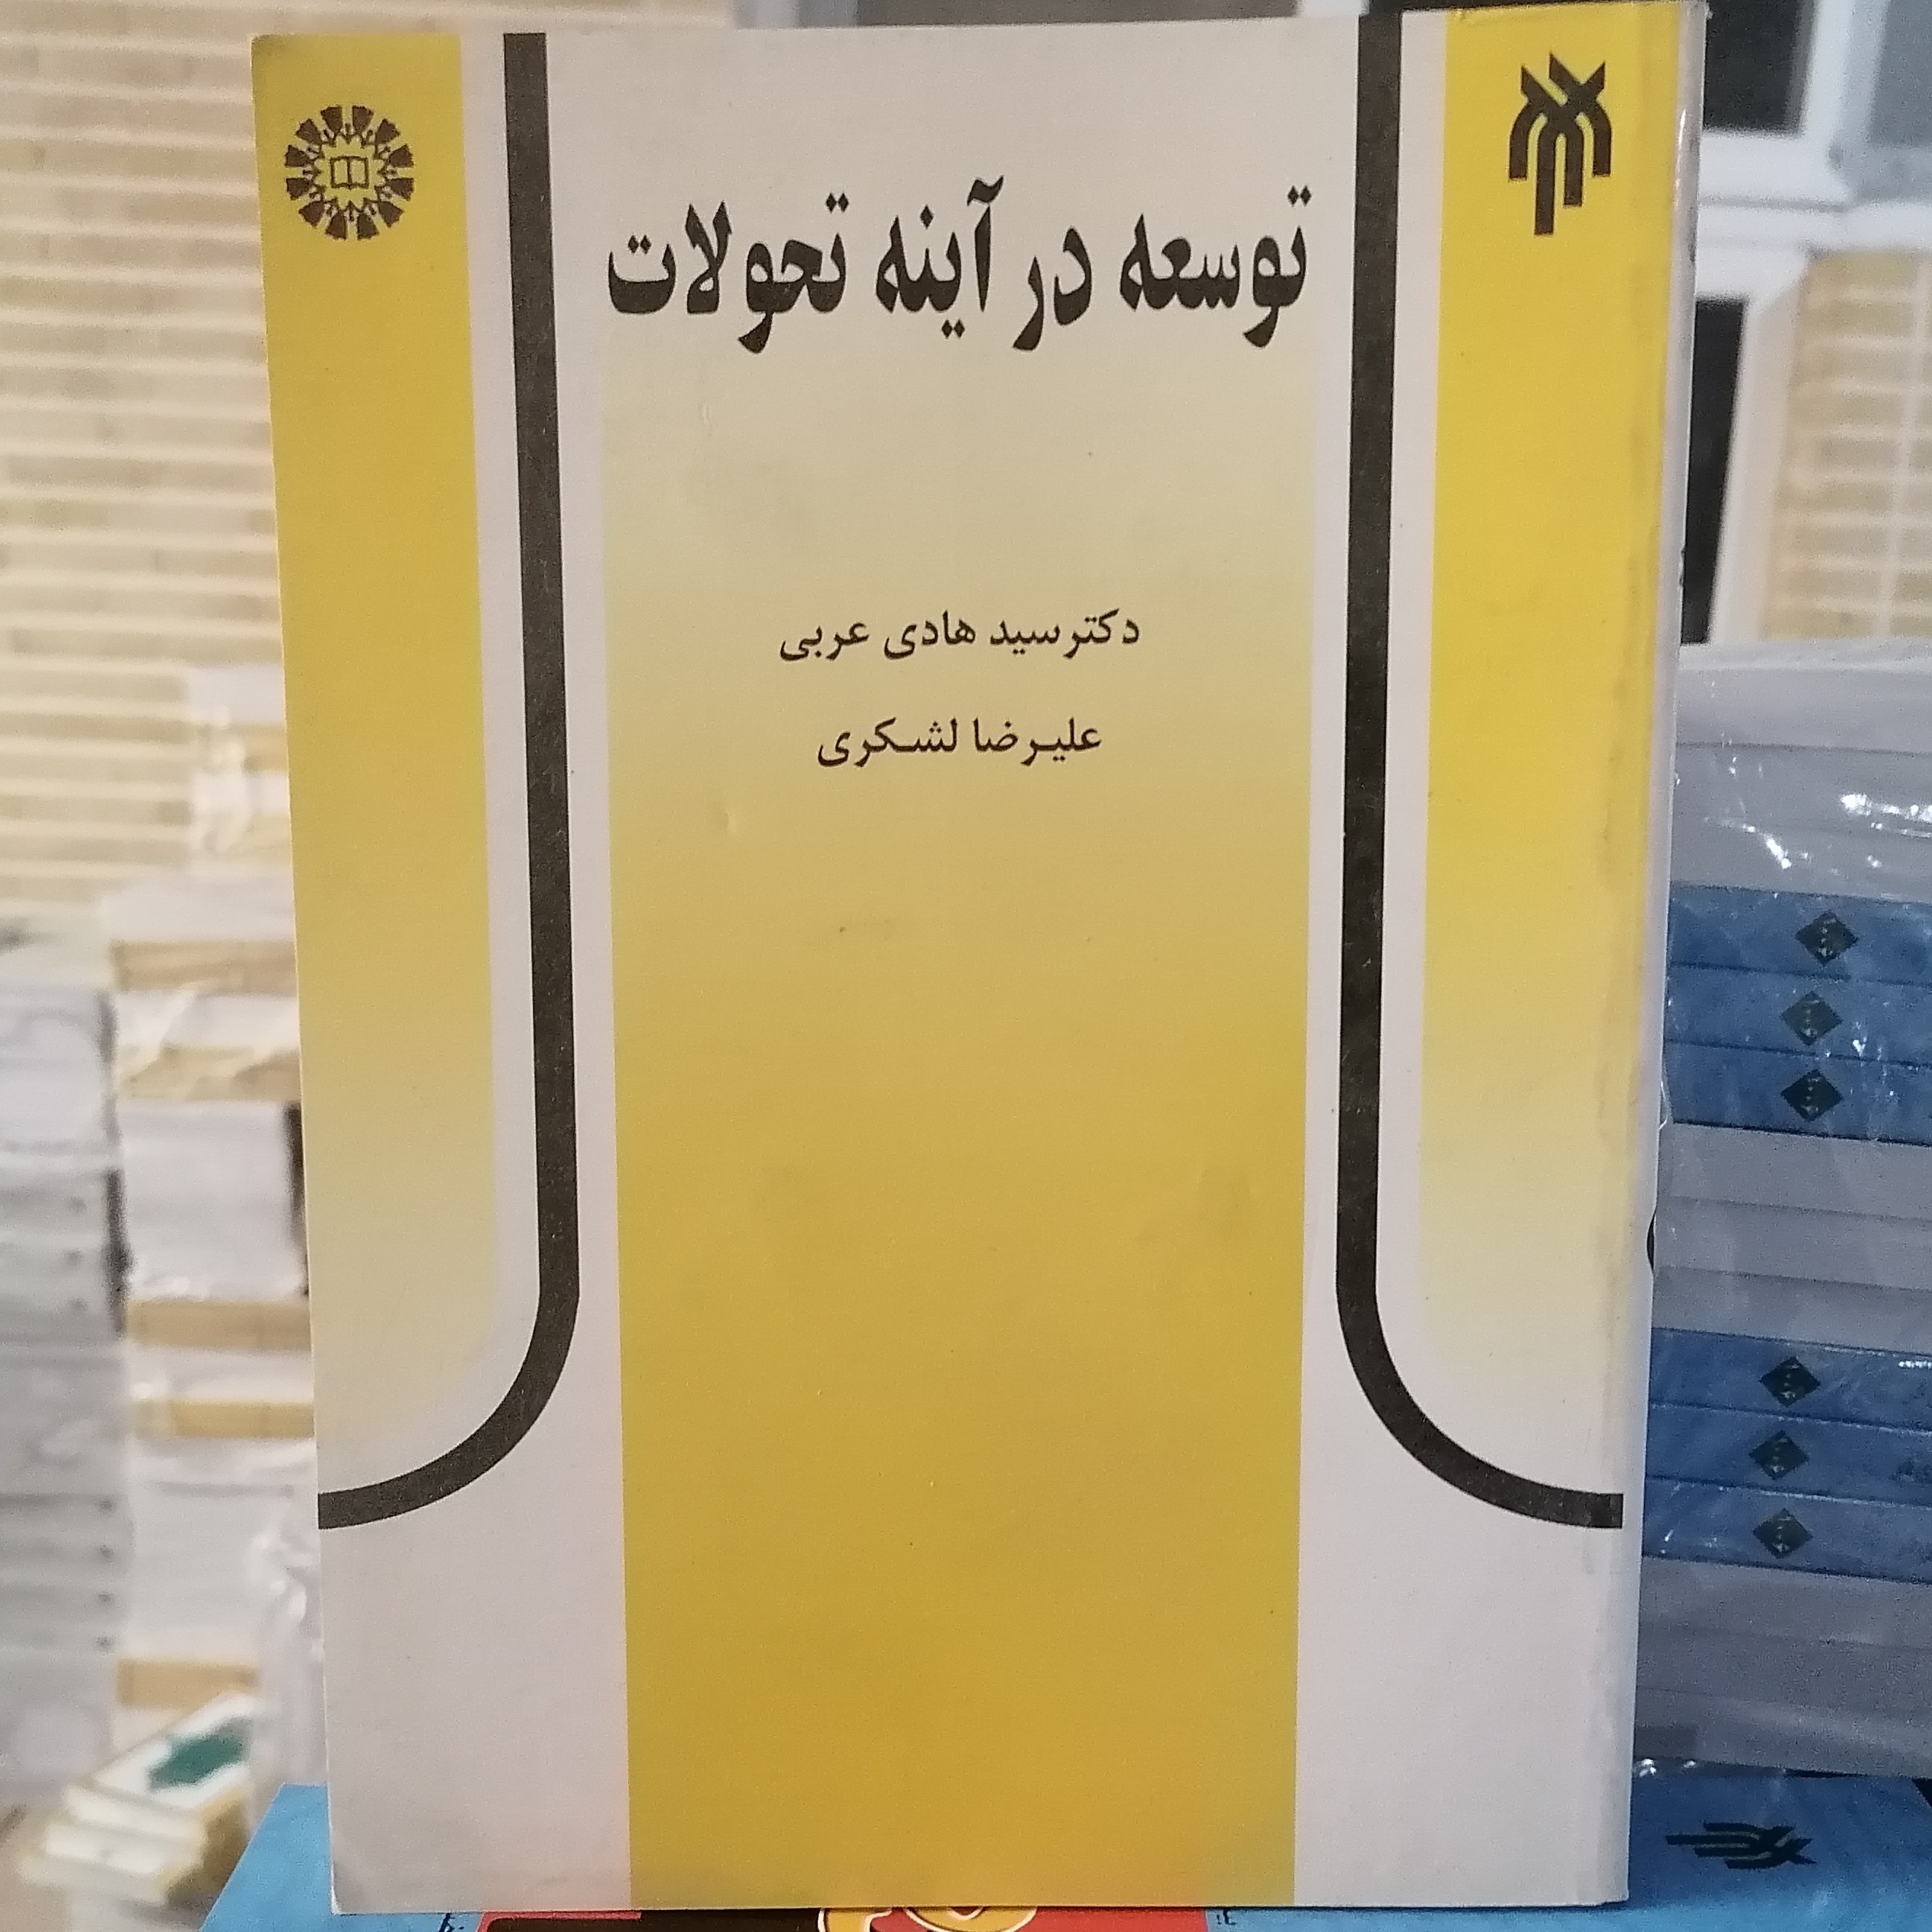 توسعه در آینه تحولات
دکتر سید هادی عربی
علیرضا لشکری